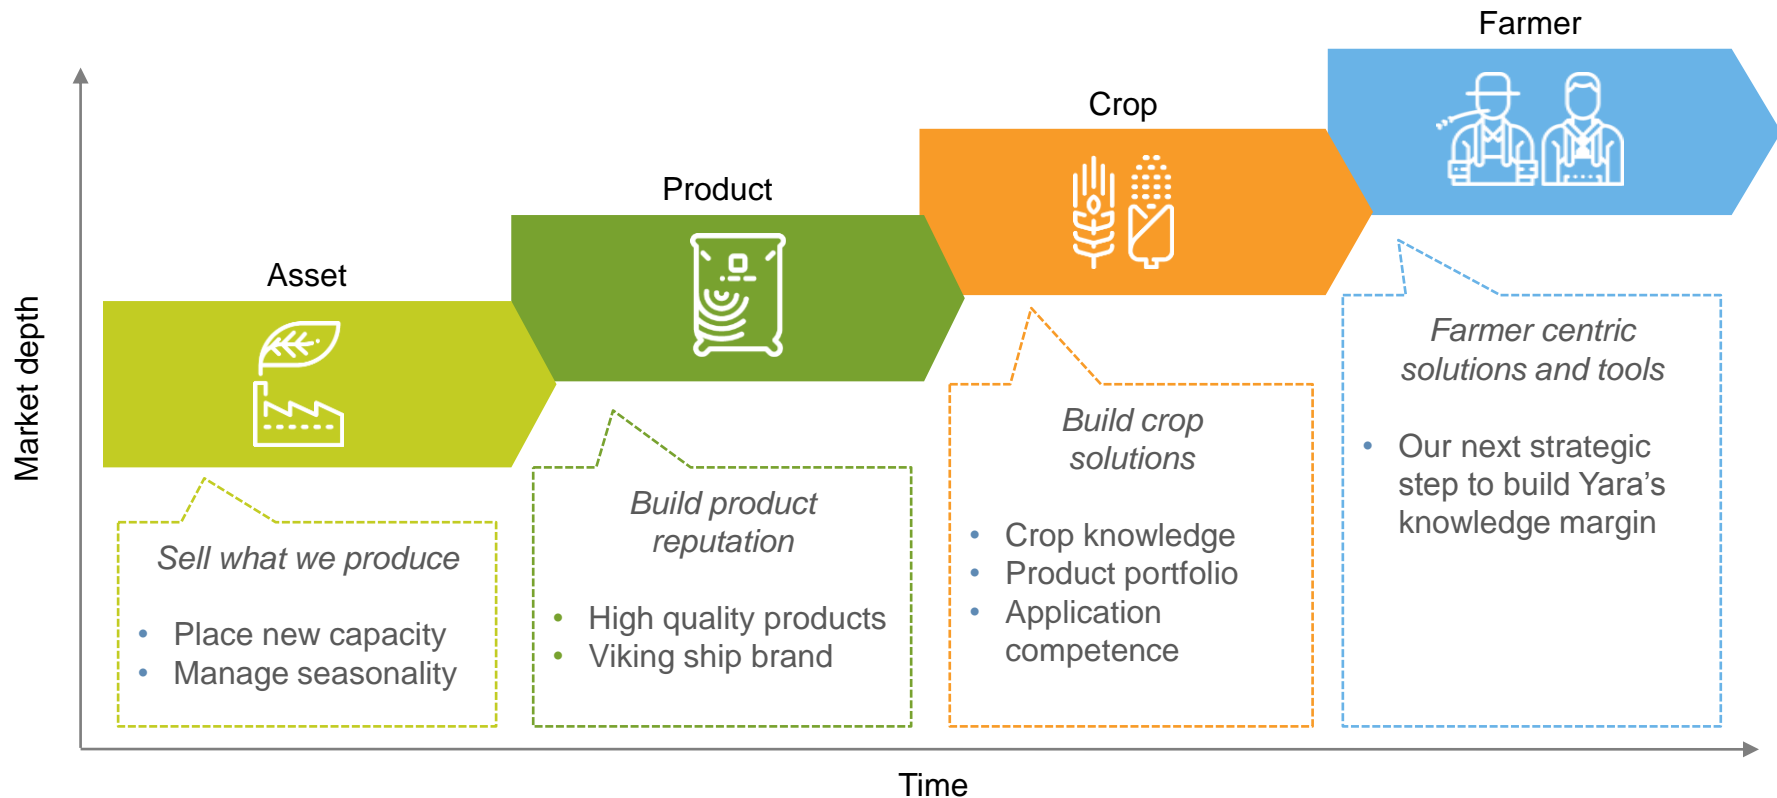 Farmer
Crop
Product
Asset
Market depth
Sell what we produce
• Place new capacity
• Manage seasonality
Build product
reputation
• High quality products
• Viking ship brand
Build crop
solutions
• Crop knowledge
• Product portfolio
• Application
competence
Farmer centric
solutions and tools
• Our next strategic
step to build Yara’s
knowledge margin
Time